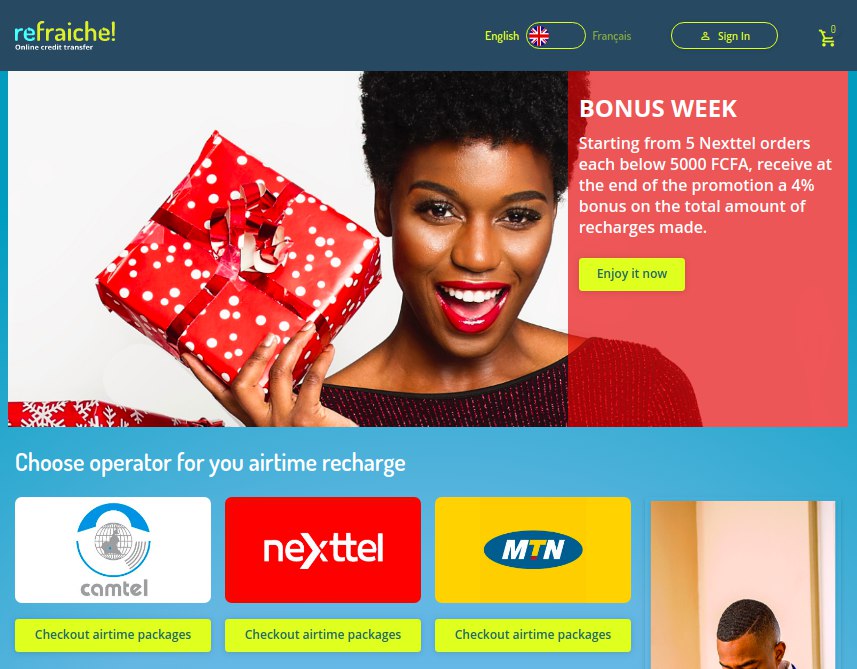 refraiche!
Online credit transfer
English
Français
Sign In
0
BONUS WEEK
Starting from 5 Nexttel orders
each below 5000 FCFA, receive at
the end of the promotion a 4%
bonus on the total amount of
recharges made.
Enjoy it now
Choose operator for you airtime recharge
camtel
nexttel
MTN
Checkout airtime packages
Checkout airtime packages
Checkout airtime packages